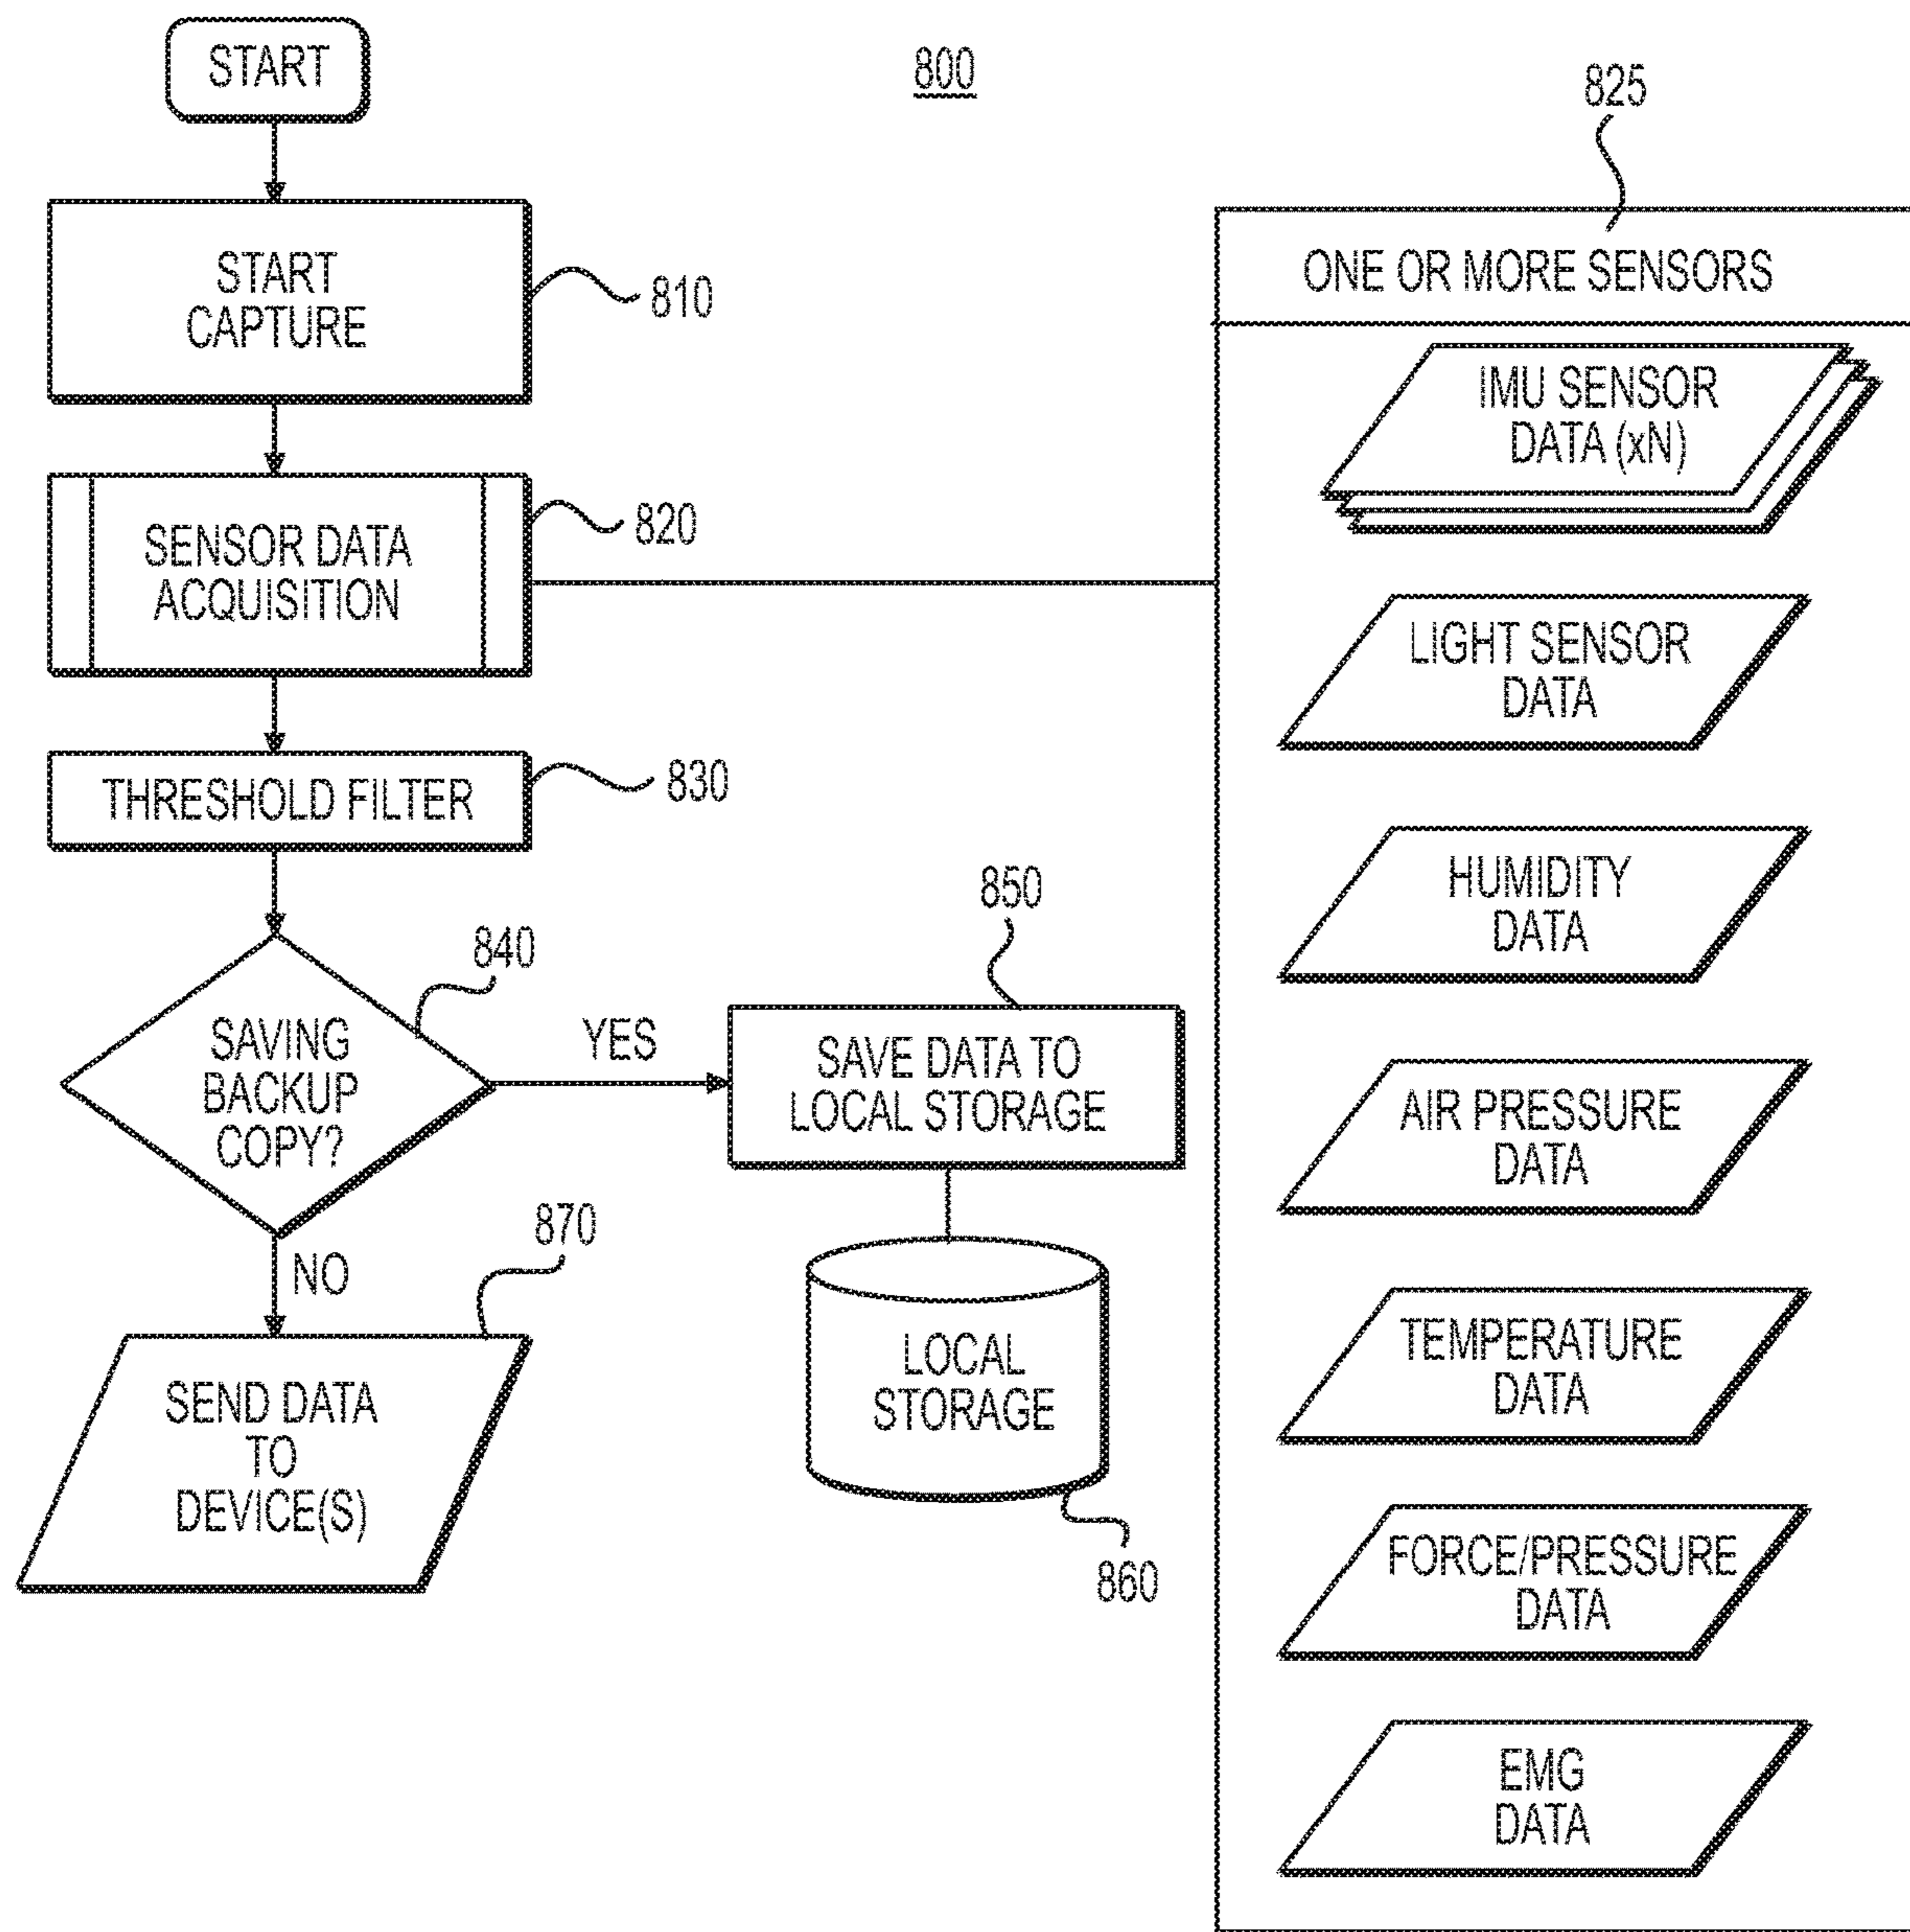 START
800
825
START
CAPTURE
810
ONE OR MORE SENSORS
IMU SENSOR
DATA (xN)
SENSOR DATA
ACQUISITION
820
LIGHT SENSOR
DATA
THRESHOLD FILTER
830
HUMIDITY
DATA
840
850
SAVING
BACKUP
COPY?
YES
SAVE DATA TO
LOCAL STORAGE
AIR PRESSURE
DATA
NO
870
SEND DATA
TO
DEVICE(S)
LOCAL
STORAGE
860
TEMPERATURE
DATA
FORCE/PRESSURE
DATA
EMG
DATA